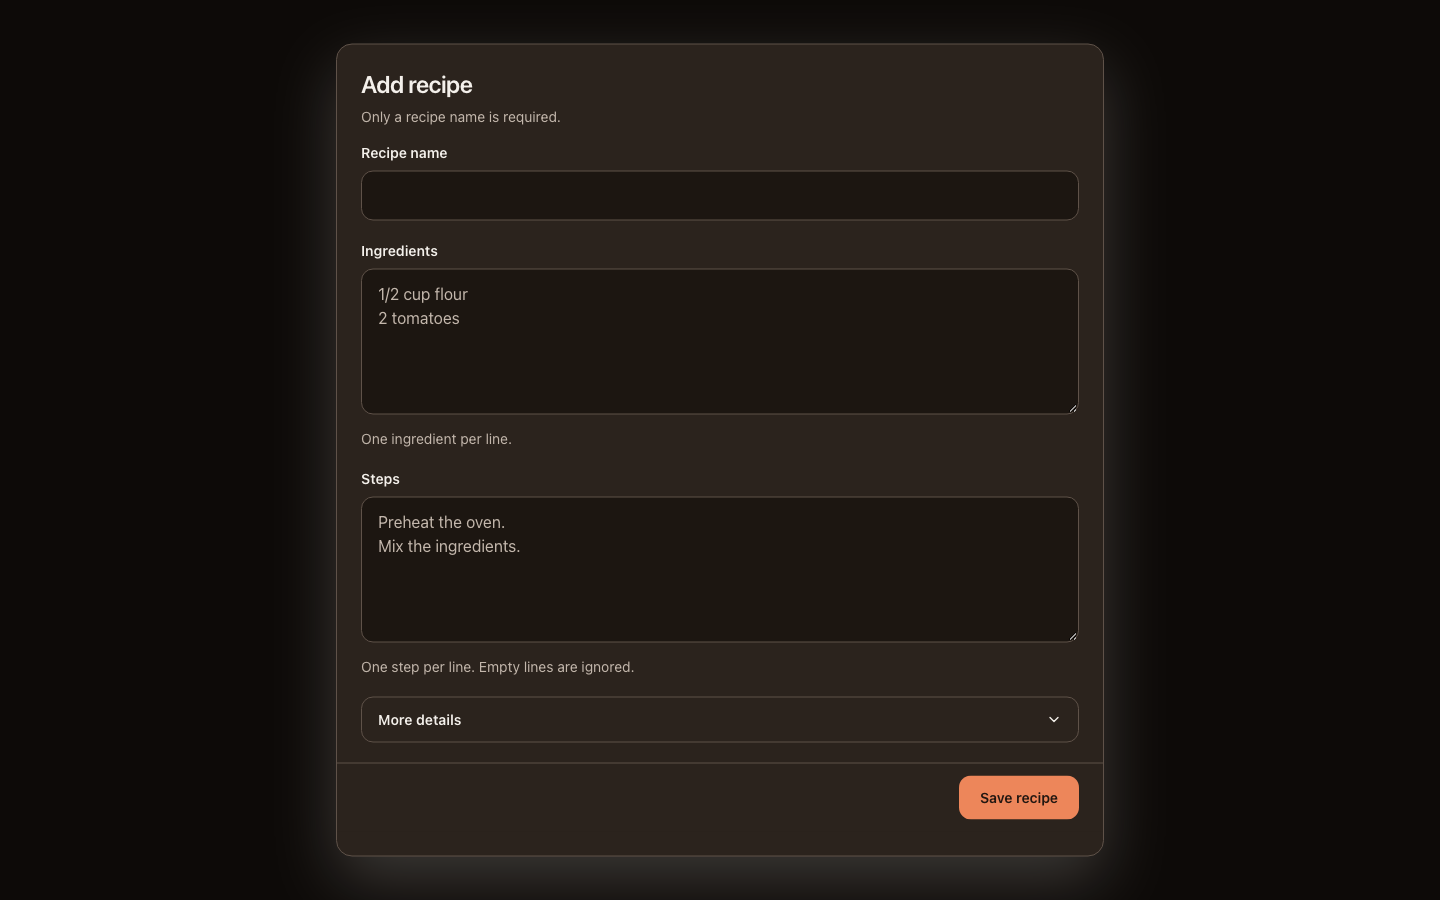 Add recipe
Only a recipe name is required.
Recipe name
Ingredients
1/2 cup flour
2 tomatoes
One ingredient per line.
Steps
Preheat the oven.
Mix the ingredients.
One step per line. Empty lines are ignored.
More details
Save recipe